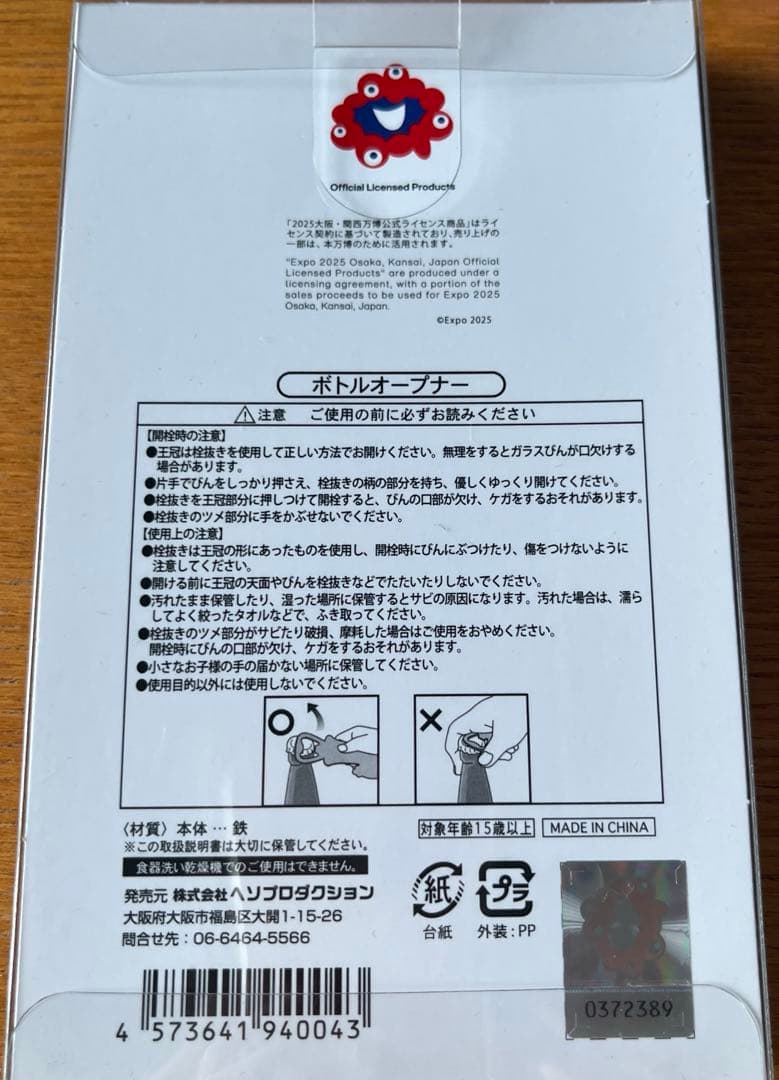 Official Licensed Products
「2025大阪・関西万博公式ライセンス商品」はライ
センス契約に基づいて製造されており、売り上げの
一部は、本万博のために活用されます。
"Expo 2025 Osaka, Kansai, Japan Official
Licensed Products" are produced under a
licensing agreement, with a portion of the
sales proceeds to be used for Expo 2025
Osaka, Kansai, Japan.
©Expo 2025
ボトルオープナー
⚠注意 ご使用の前に必ずお読みください
【開栓時の注意】
●王冠は栓抜きを使用して正しい方法でお開けください。無理をするとガラスびんが口欠けする
場合があります。
●片手でびんをしっかり押さえ、栓抜きの柄の部分を持ち、優しくゆっくり開けてください。
●栓抜きを王冠部分に押しつけて開栓すると、びんの口部が欠け、ケガをするおそれがあります。
●栓抜きのツメ部分に手をかぶせないでください。
【使用上の注意】
●栓抜きは王冠の形にあったものを使用し、開栓時にびんにぶつけたり、傷をつけないように
注意してください。
●開ける前に王冠の天面やびんを栓抜きなどでたたいたりしないでください。
●汚れたまま保管したり、湿った場所に保管するとサビの原因になります。汚れた場合は、濡ら
してよく絞ったタオルなどで、ふき取ってください。
●栓抜きのツメ部分がサビたり破損、摩耗した場合はご使用をおやめください。
開栓時にびんの口部が欠け、ケガをするおそれがあります。
●小さなお子様の手の届かない場所に保管してください。
●使用目的以外には使用しないでください。
〈材質〉本体…鉄
対象年齢15歳以上 MADE IN CHINA
※この取扱説明書は大切に保管してください。
食器洗い乾燥機でのご使用はできません。
発売元 株式会社ヘソプロダクション
大阪府大阪市福島区大開1-15-26
問合せ先：06-6464-5566
紙 プラ
台紙 外装：PP
0372389
4 573641 940043